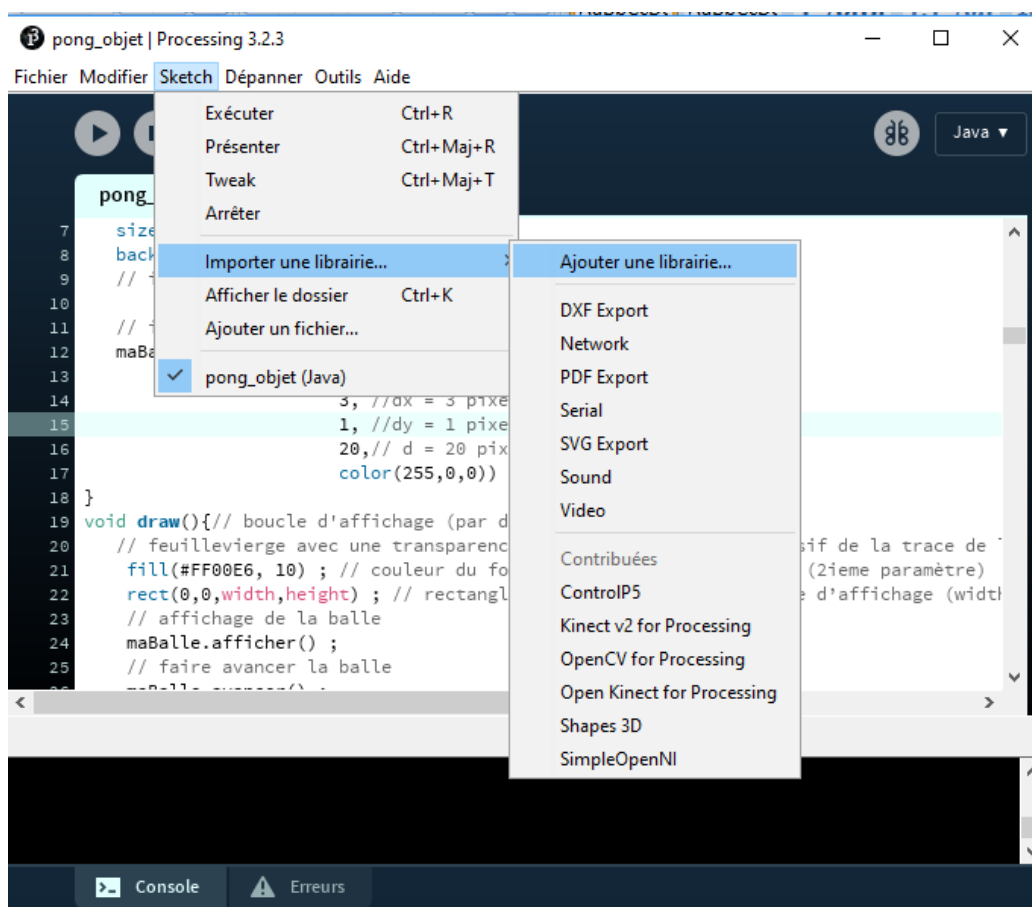 pong_objet | Processing 3.2.3
Fichier Modifier Sketch Dépanner Outils Aide
Exécuter Ctrl+R
Présenter Ctrl+Maj+R
Tweak Ctrl+Maj+T
Arrêter
Importer une librairie...
Afficher le dossier Ctrl+K
Ajouter un fichier...
pong_objet (Java)
Ajouter une librairie...
DXF Export
Network
PDF Export
Serial
SVG Export
Sound
Video
Contribuées
ControlP5
Kinect v2 for Processing
OpenCV for Processing
Open Kinect for Processing
Shapes 3D
SimpleOpenNI
Java
pong_
7 size
8 back
9 //
10
11 //
12 maBa
13
14 3, //dx = 3 pixe
15 1, //dy = 1 pixe
16 20,// d = 20 pix
17 color(255,0,0))
18 }
19 void draw(){// boucle d'affichage (par d
20 // feuillevierge avec une transparenc sif de la trace de
21 fill(#FF00E6, 10) ; // couleur du fo (2ieme paramètre)
22 rect(0,0,width,height) ; // rectangl d’affichage (widt
23 // affichage de la balle
24 maBalle.afficher() ;
25 // faire avancer la balle
Console Erreurs